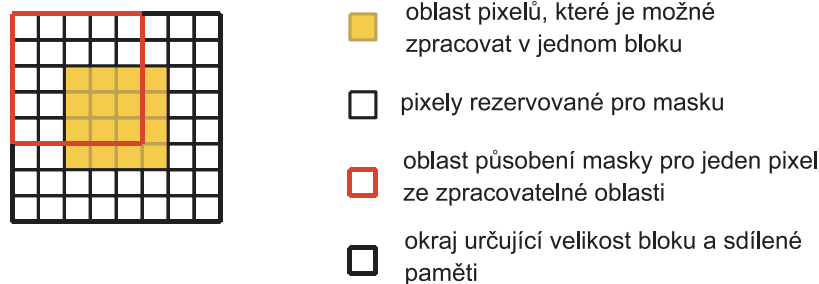 oblast pixelů, které je možné
zpracovat v jednom bloku
pixely rezervované pro masku
oblast působení masky pro jeden pixel
ze zpracovatelné oblasti
okraj určující velikost bloku a sdílené
paměti